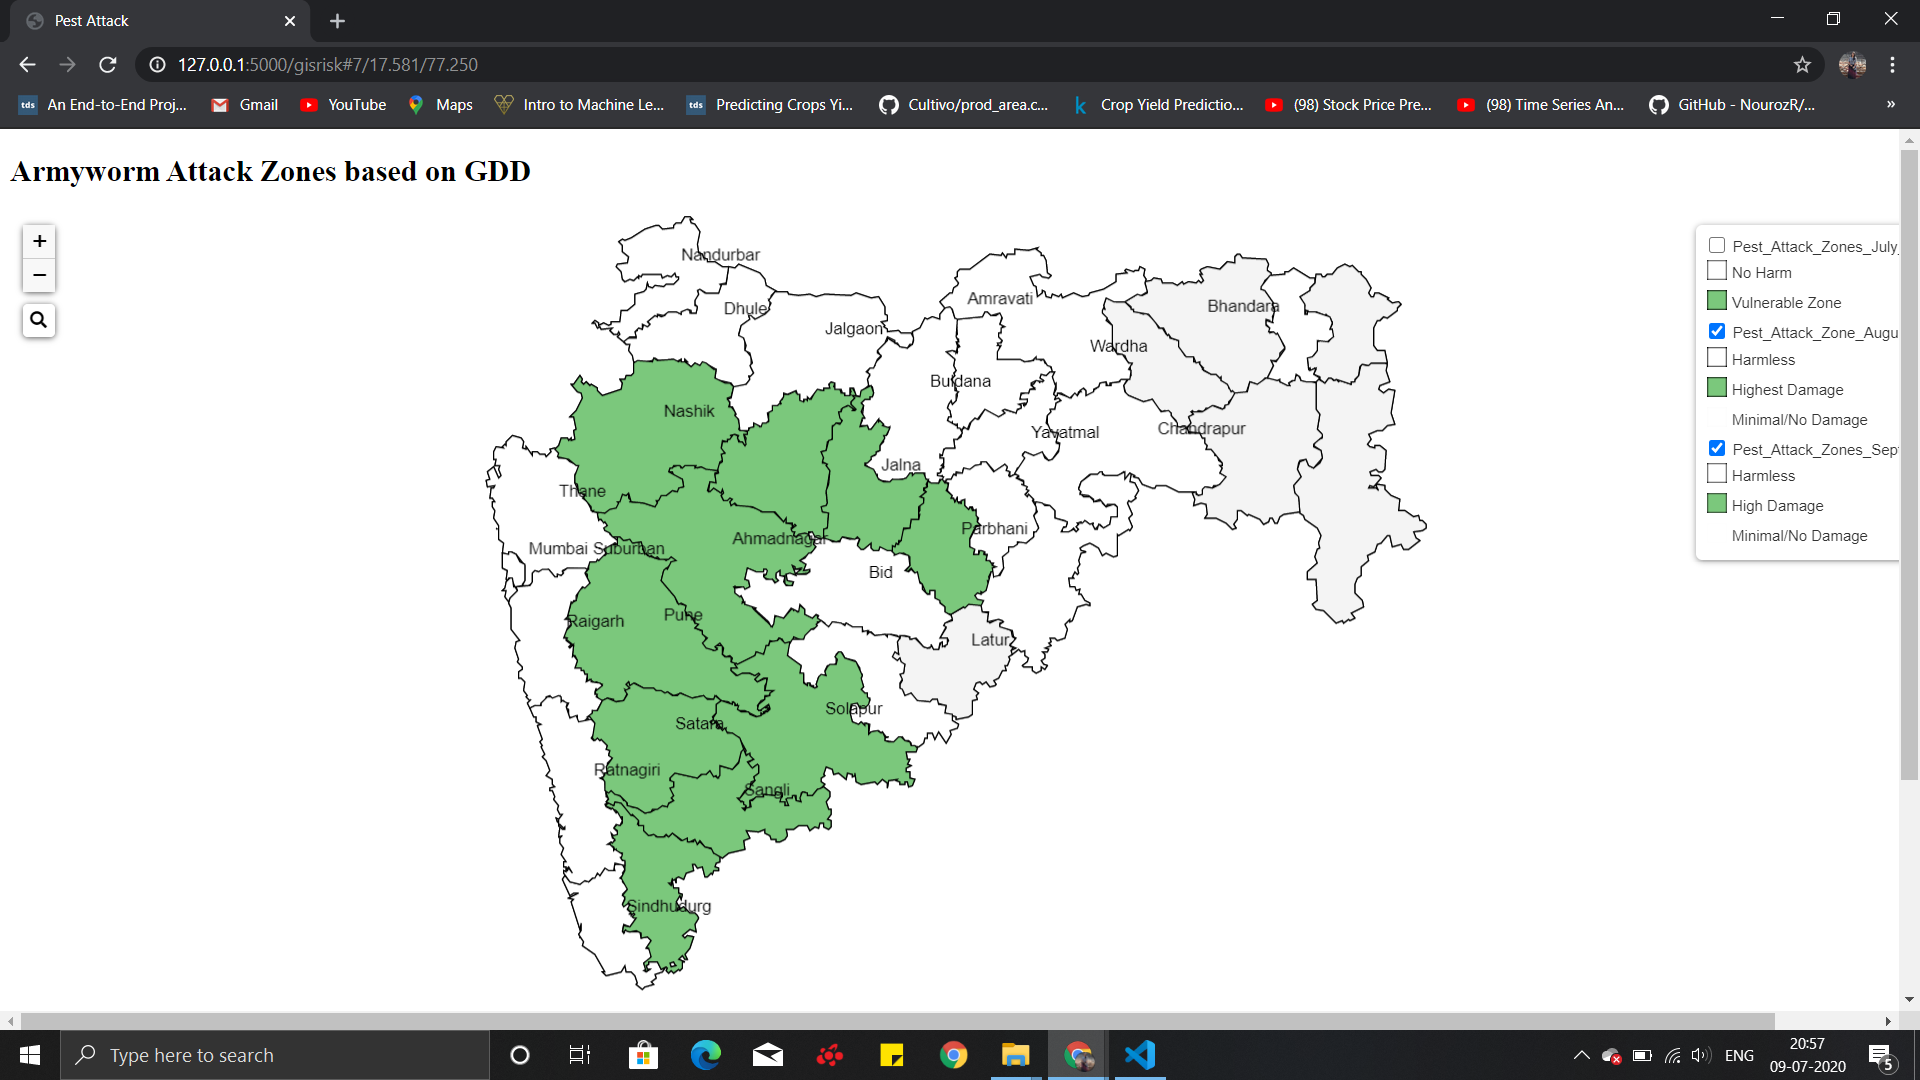 Pest Attack
127.0.0.1:5000/gisrisk#7/17.581/77.250
An End-to-End Proj...
Gmail
YouTube
Maps
Intro to Machine Le...
Predicting Crops Yi...
Cultivo/prod_area.c...
Crop Yield Predictio...
(98) Stock Price Pre...
(98) Time Series An...
GitHub - NourozR/...
»
Armyworm Attack Zones based on GDD
+
−
Nandurbar
Dhule
Jalgaon
Amravati
Bhandara
Wardha
Buldana
Nashik
Yavatmal
Chandrapur
Jalna
Thane
Parbhani
Ahmadnagar
Mumbai Suburban
Bid
Raigarh
Pune
Latur
Solapur
Satara
Ratnagiri
Sangli
Sindhudurg
Pest_Attack_Zones_July_
No Harm
Vulnerable Zone
Pest_Attack_Zone_Augu
Harmless
Highest Damage
Minimal/No Damage
Pest_Attack_Zones_Sep
Harmless
High Damage
Minimal/No Damage
Type here to search
ENG
20:57
09-07-2020
5